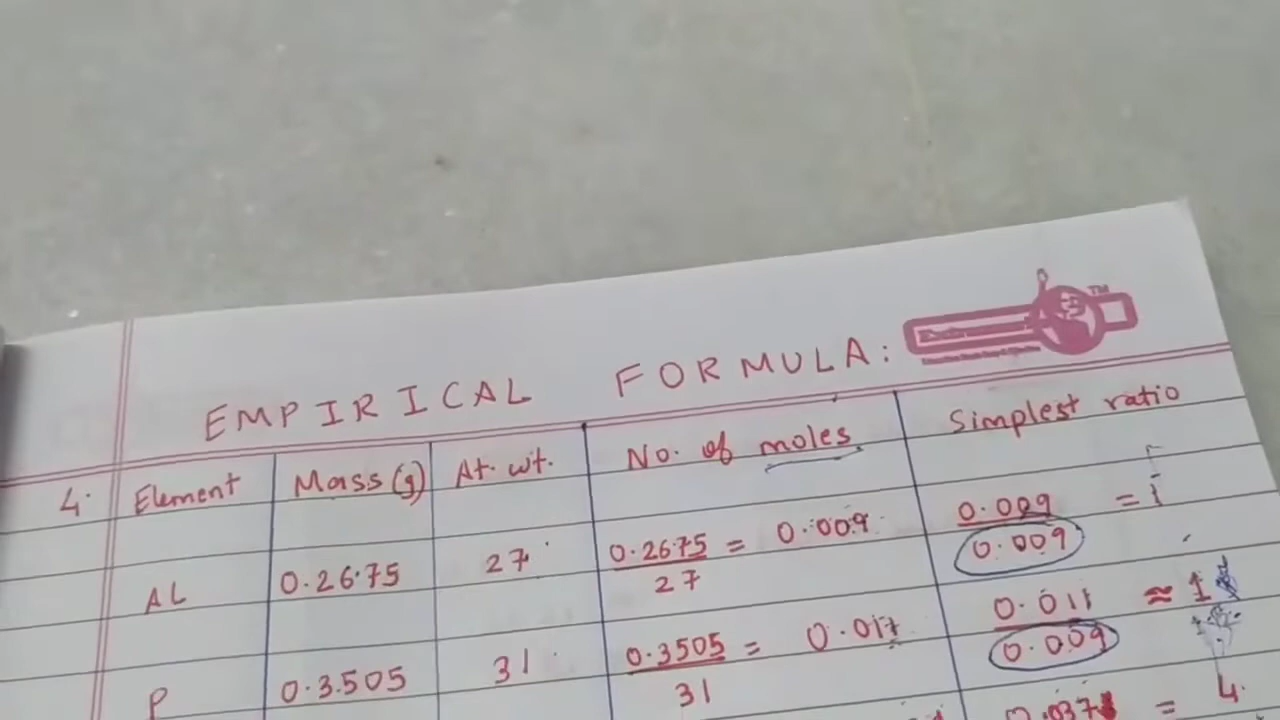 EMPIRICAL FORMULA:
TM
4. Element Mass (g) At. wt. No. of moles Simplest ratio
AL 0.2675 27 0.2675/27 = 0.009 0.009/0.009 = 1
P 0.3505 31 0.3505/31 = 0.017 0.011/0.009 ≈ 1
= 4.